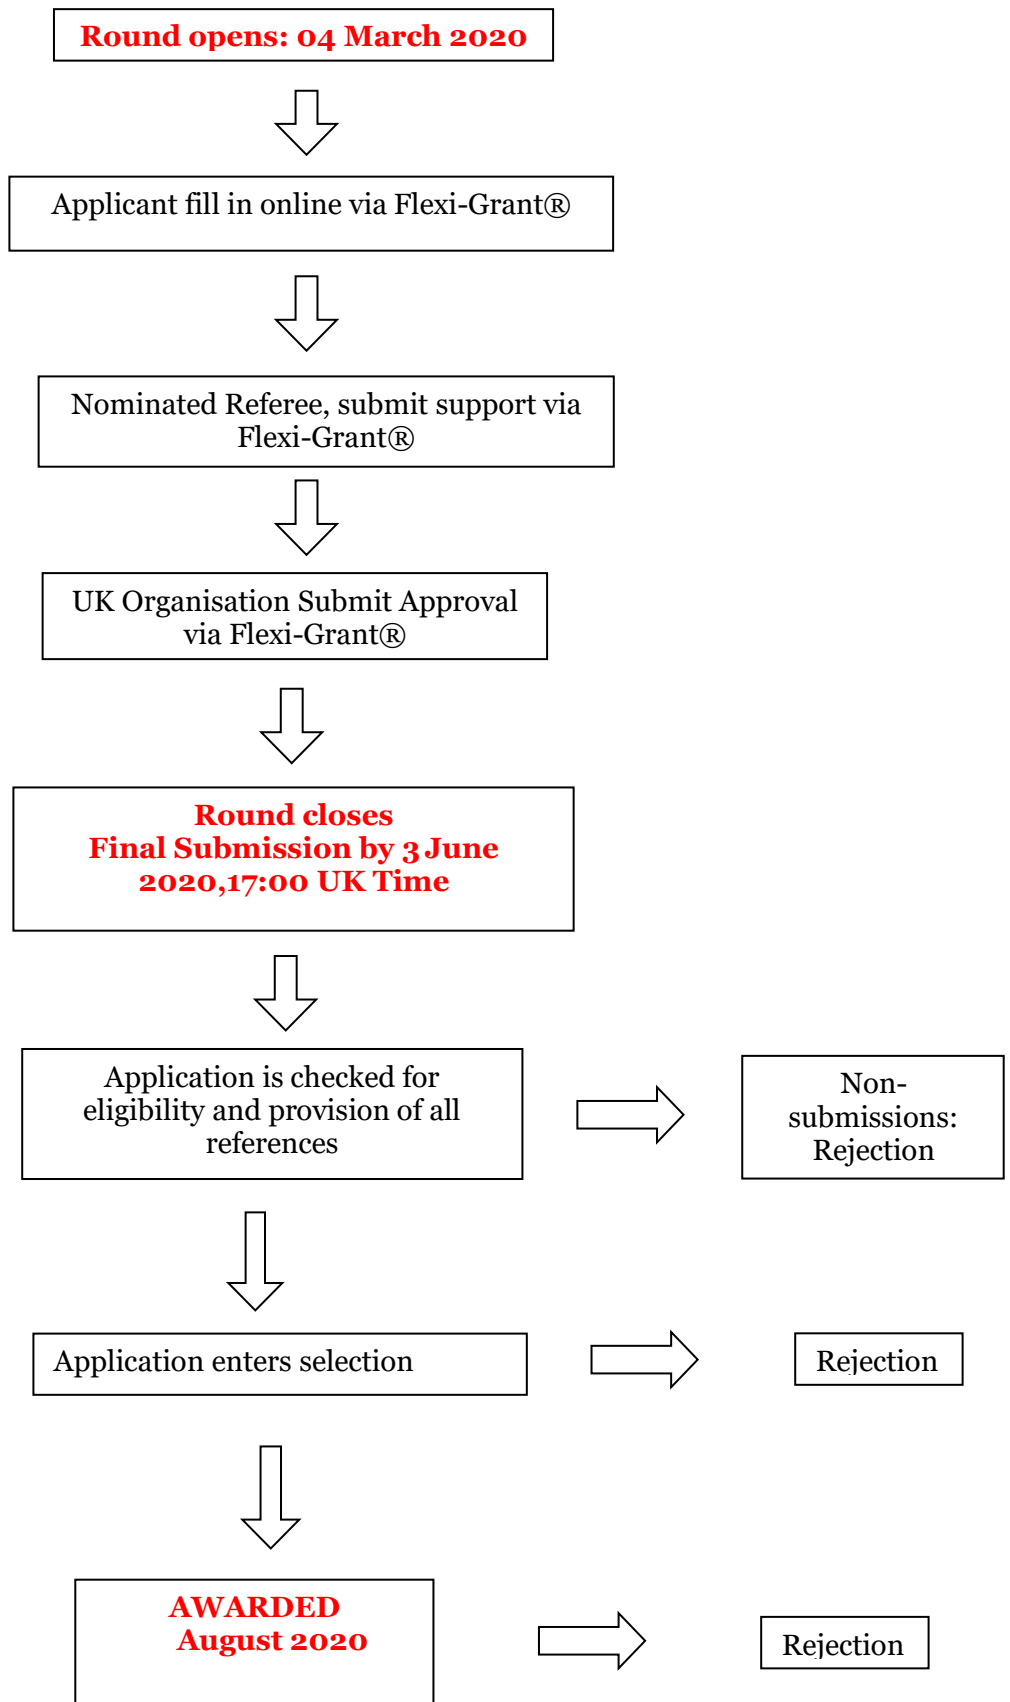 Round opens: 04 March 2020
Applicant fill in online via Flexi-Grant®
Nominated Referee, submit support via
Flexi-Grant®
UK Organisation Submit Approval
via Flexi-Grant®
Round closes
Final Submission by 3 June
2020,17:00 UK Time
Application is checked for
eligibility and provision of all
references
Non-
submissions:
Rejection
Application enters selection
Rejection
AWARDED
August 2020
Rejection